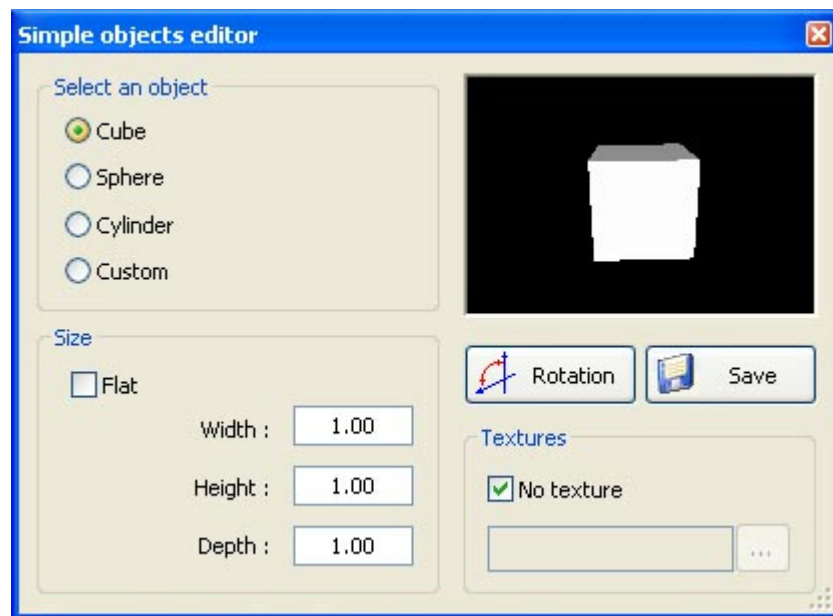 Simple objects editor
Select an object
Cube
Sphere
Cylinder
Custom
Size
Flat
Width : 1.00
Height : 1.00
Depth : 1.00
Rotation
Save
Textures
No texture
...